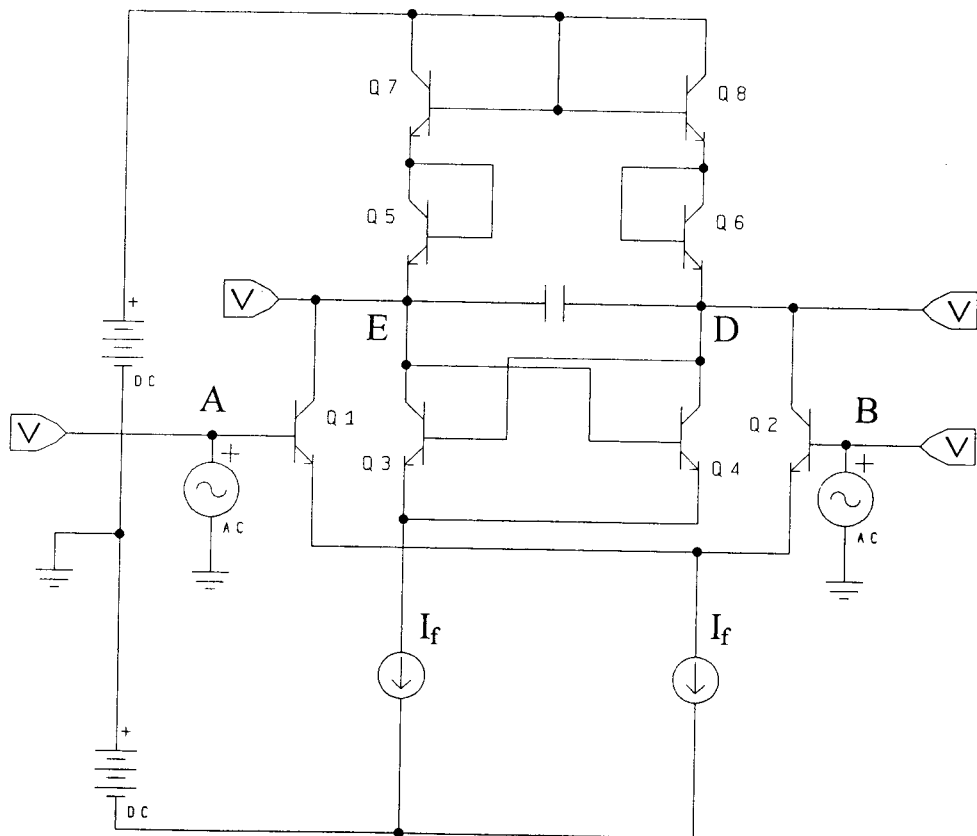 Q7
Q8
Q5
Q6
V
V
E
D
+
DC
A
B
V
Q1
Q2
V
+
+
Q3
Q4
AC
AC
If
If
+
DC